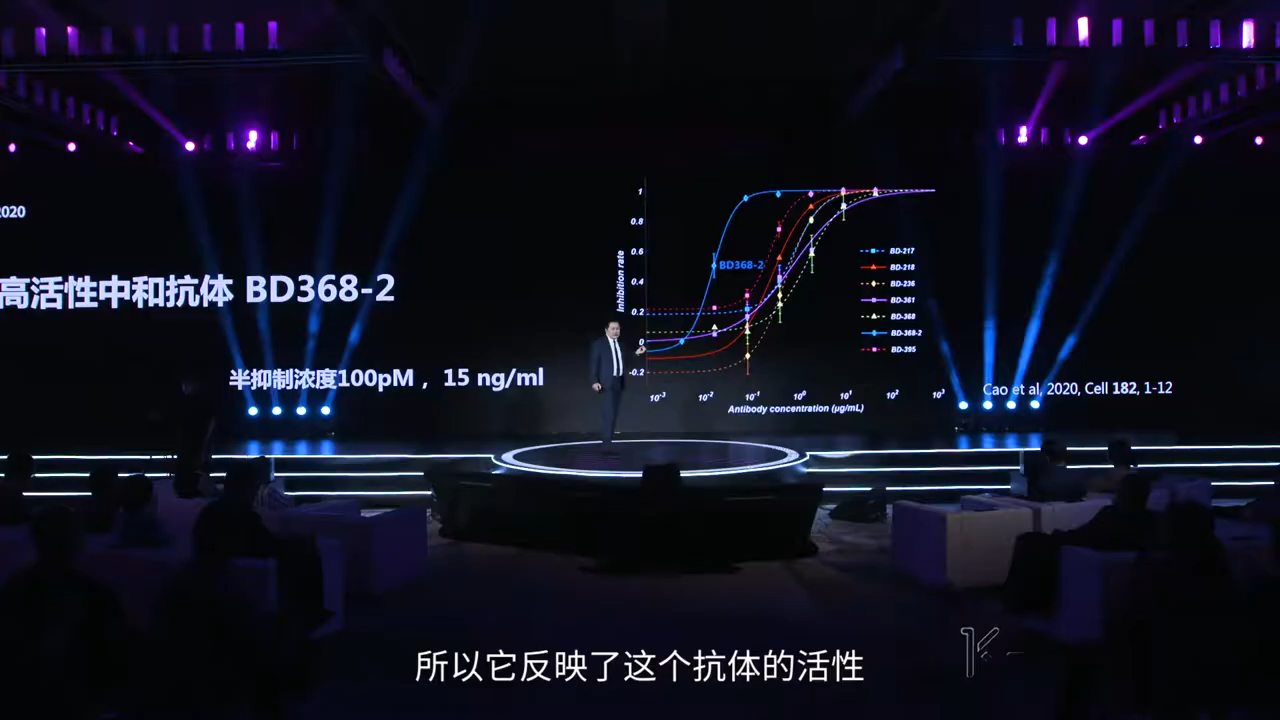 2020
高活性中和抗体 BD368-2
半抑制浓度100pM ，15 ng/ml
1
0.8
0.6
0.4
0.2
0
-0.2
Inhibition rate
BD368-2
BD-217
BD-218
BD-236
BD-361
BD-368
BD-368-2
BD-395
10⁻³ 10⁻² 10⁻¹ 10⁰ 10¹ 10² 10³
Antibody concentration (µg/mL)
Cao et al, 2020, Cell 182, 1-12
所以它反映了这个抗体的活性